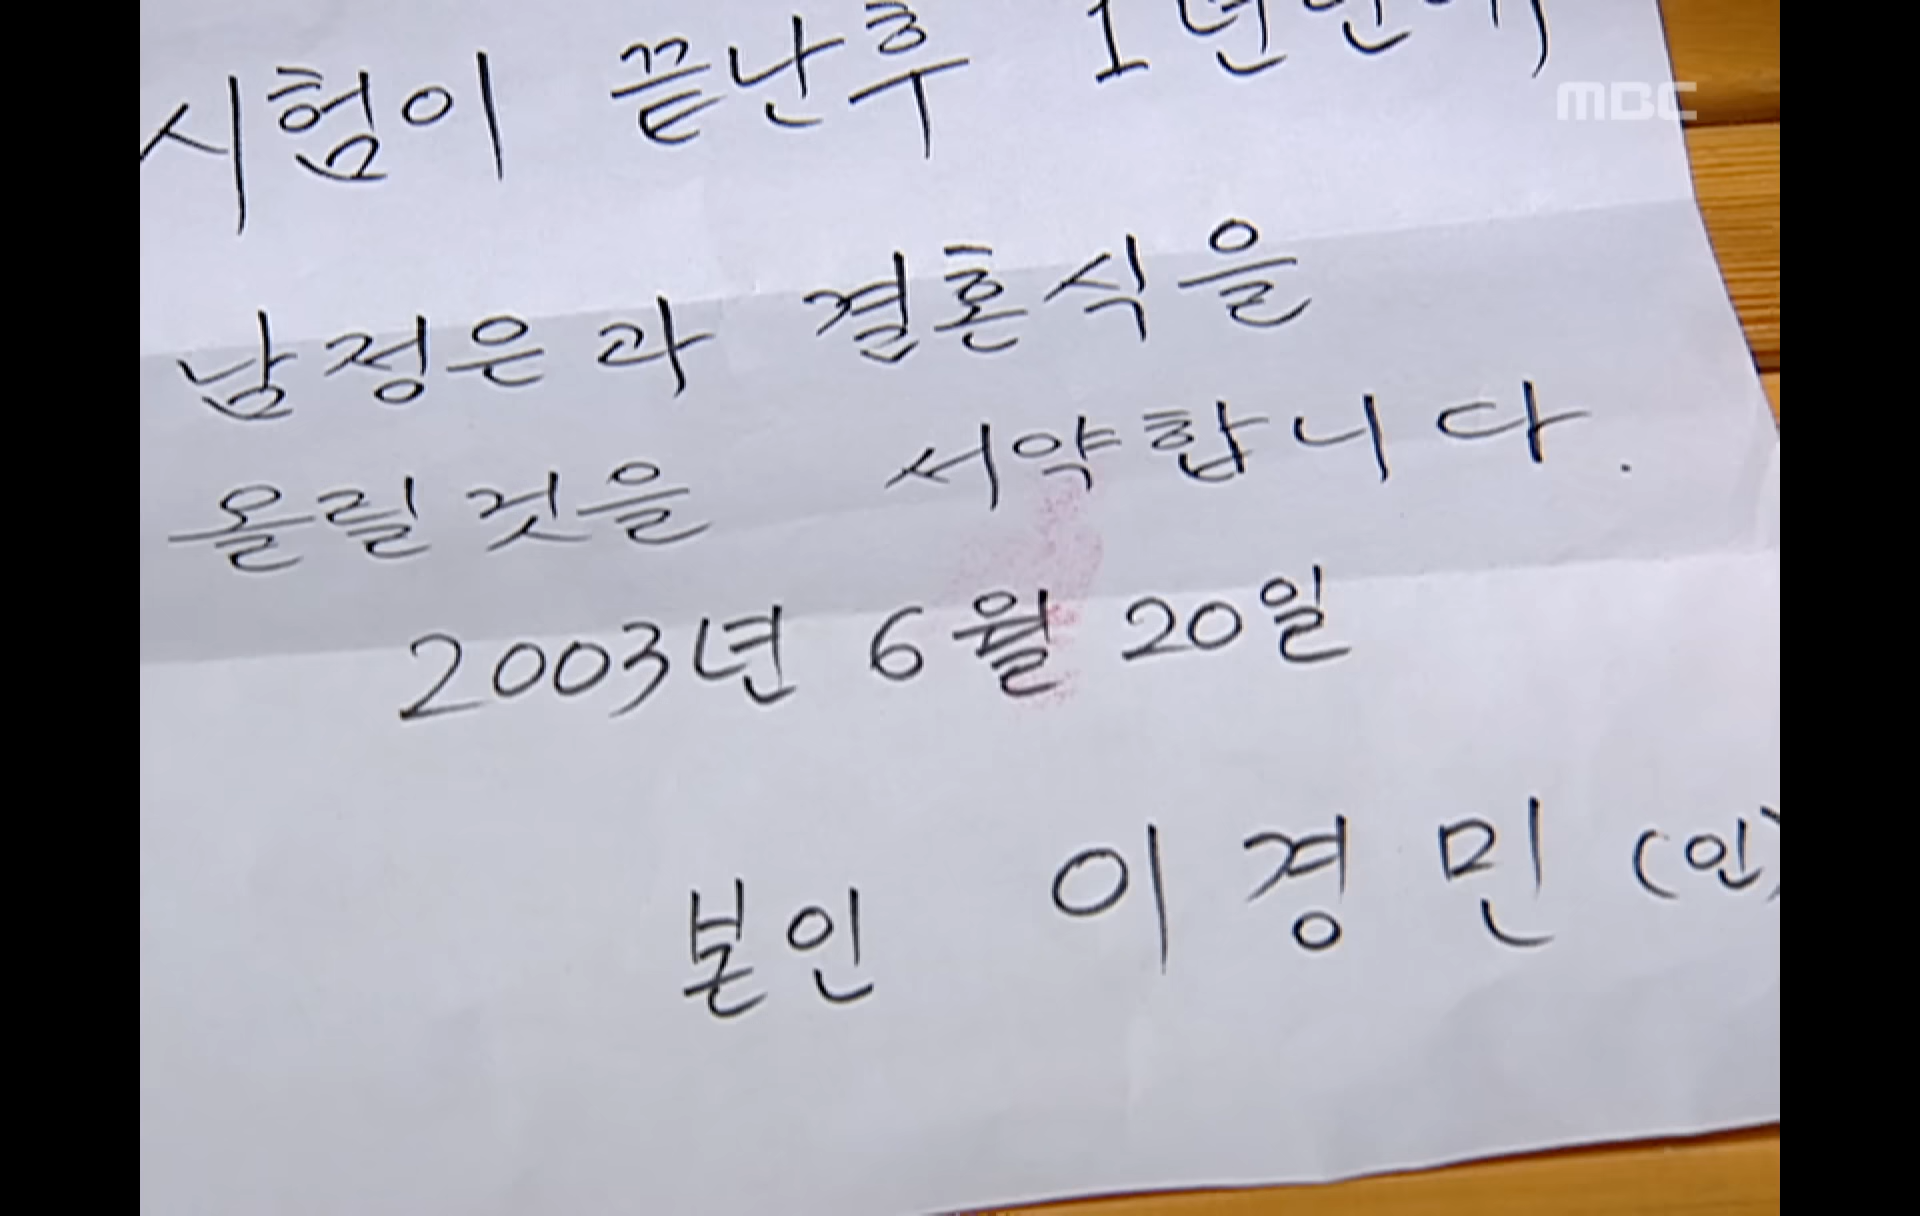 시험이 끝난후 1년안에
MBC
남정은과 결혼식을
올릴것을 서약합니다.
2003년 6월 20일
본인 이경민 (인)